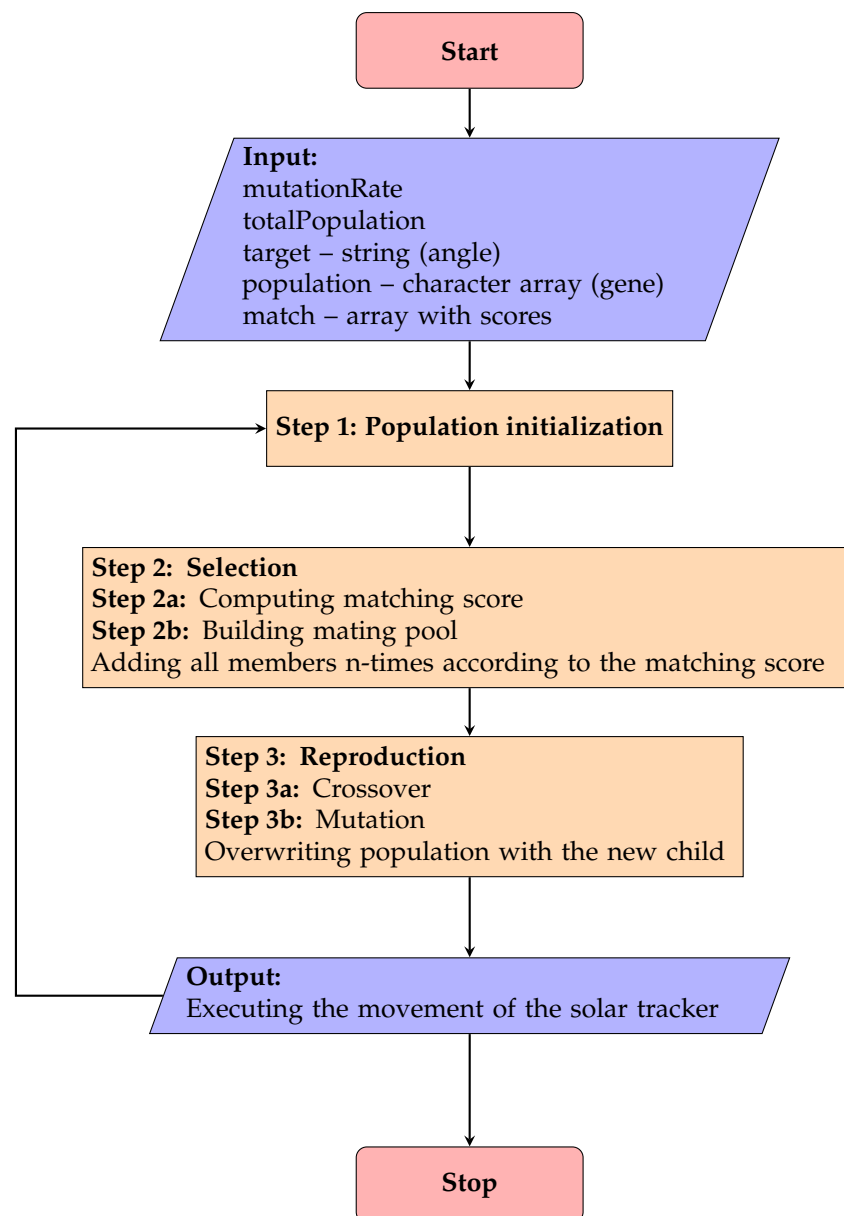 Start
Input:
mutationRate
totalPopulation
target – string (angle)
population – character array (gene)
match – array with scores
Step 1: Population initialization
Step 2: Selection
Step 2a: Computing matching score
Step 2b: Building mating pool
Adding all members n-times according to the matching score
Step 3: Reproduction
Step 3a: Crossover
Step 3b: Mutation
Overwriting population with the new child
Output:
Executing the movement of the solar tracker
Stop